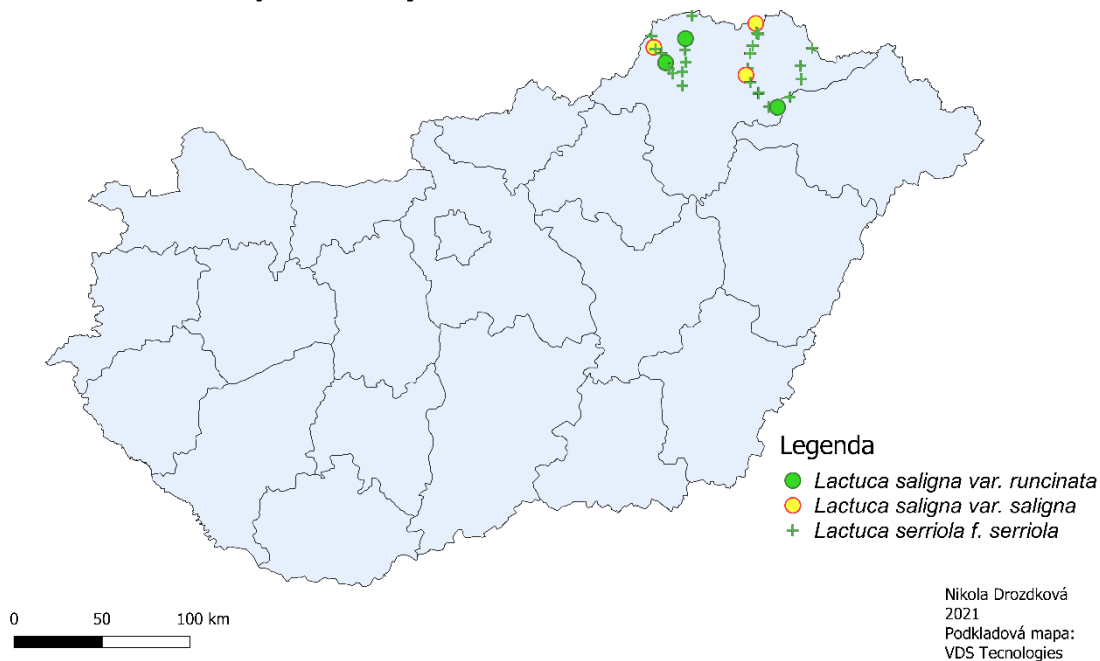 Legenda
Lactuca saligna var. runcinata
Lactuca saligna var. saligna
Lactuca serriola f. serriola
0 50 100 km
Nikola Drozdková
2021
Podkladová mapa:
VDS Tecnologies